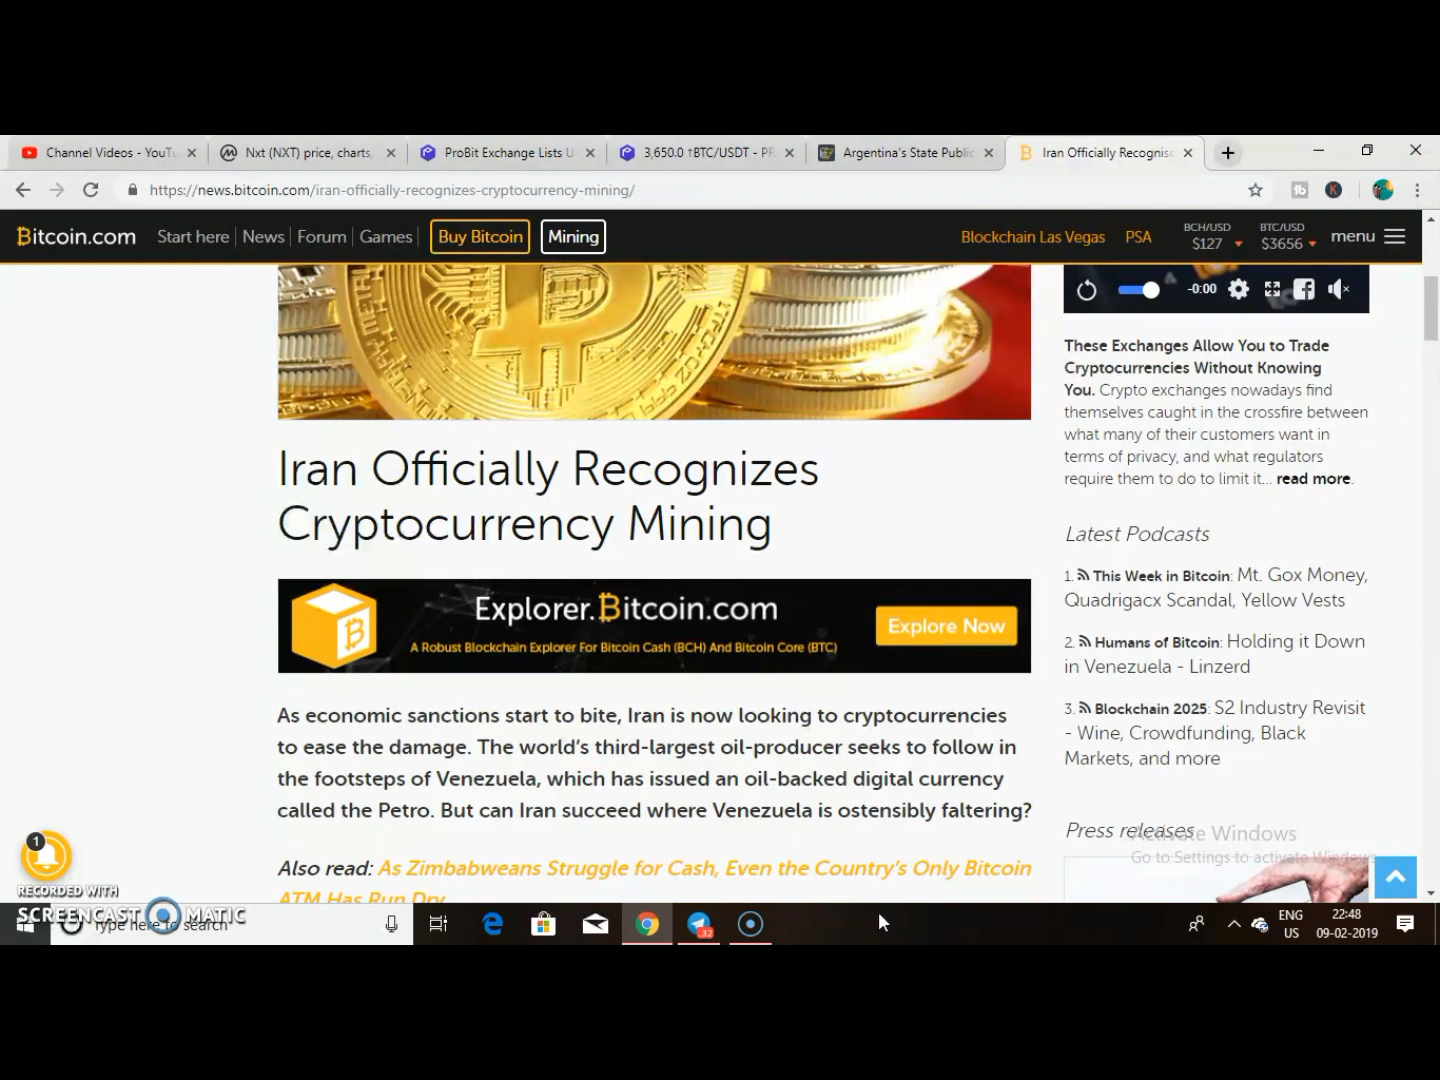 Channel Videos - YouTu
Nxt (NXT) price, charts,
ProBit Exchange Lists U
3,650.0 ↑BTC/USDT - PR
Argentina's State Public
Iran Officially Recognise
https://news.bitcoin.com/iran-officially-recognizes-cryptocurrency-mining/
Bitcoin.com
Start here | News | Forum | Games |
Buy Bitcoin
Mining
Blockchain Las Vegas
PSA
BCH/USD
$127
BTC/USD
$3656
menu
-0:00
Iran Officially Recognizes
Cryptocurrency Mining
Explorer.Bitcoin.com
A Robust Blockchain Explorer For Bitcoin Cash (BCH) And Bitcoin Core (BTC)
Explore Now
As economic sanctions start to bite, Iran is now looking to cryptocurrencies
to ease the damage. The world's third-largest oil-producer seeks to follow in
the footsteps of Venezuela, which has issued an oil-backed digital currency
called the Petro. But can Iran succeed where Venezuela is ostensibly faltering?
Also read: As Zimbabweans Struggle for Cash, Even the Country's Only Bitcoin
ATM Has Run Dry
These Exchanges Allow You to Trade
Cryptocurrencies Without Knowing
You. Crypto exchanges nowadays find
themselves caught in the crossfire between
what many of their customers want in
terms of privacy, and what regulators
require them to do to limit it... read more.
Latest Podcasts
1. This Week in Bitcoin: Mt. Gox Money,
Quadrigacx Scandal, Yellow Vests
2. Humans of Bitcoin: Holding it Down
in Venezuela - Linzerd
3. Blockchain 2025: S2 Industry Revisit
- Wine, Crowdfunding, Black
Markets, and more
Press releases
Activate Windows
Go to Settings to activate Windows.
1
RECORDED WITH
SCREENCAST MATIC
Type here to search
32
ENG
US
22:48
09-02-2019